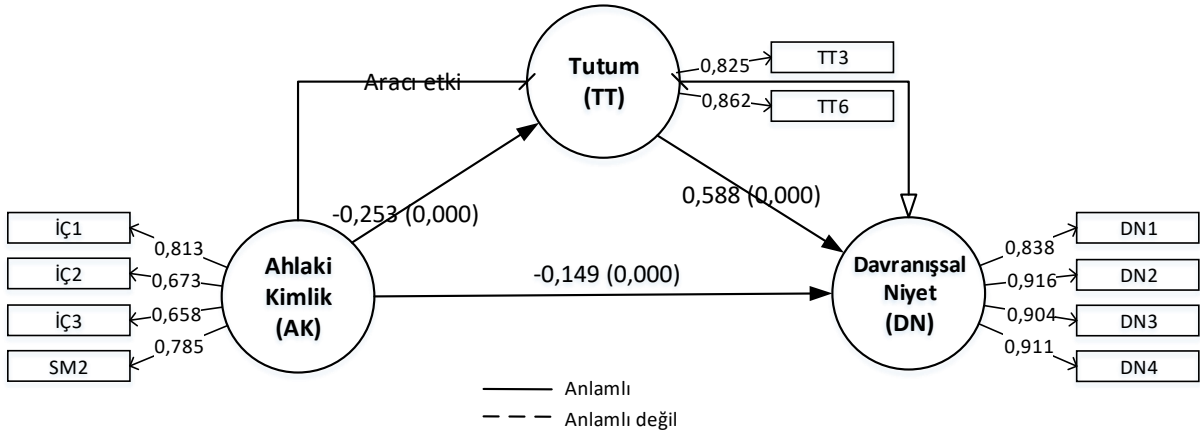 Tutum
(TT)
0,825
TT3
0,862
TT6
Aracı etki
-0,253 (0,000)
0,588 (0,000)
İÇ1
İÇ2
İÇ3
SM2
0,813
0,673
0,658
0,785
Ahlaki
Kimlik
(AK)
-0,149 (0,000)
Davranışsal
Niyet
(DN)
0,838
0,916
0,904
0,911
DN1
DN2
DN3
DN4
Anlamlı
Anlamlı değil